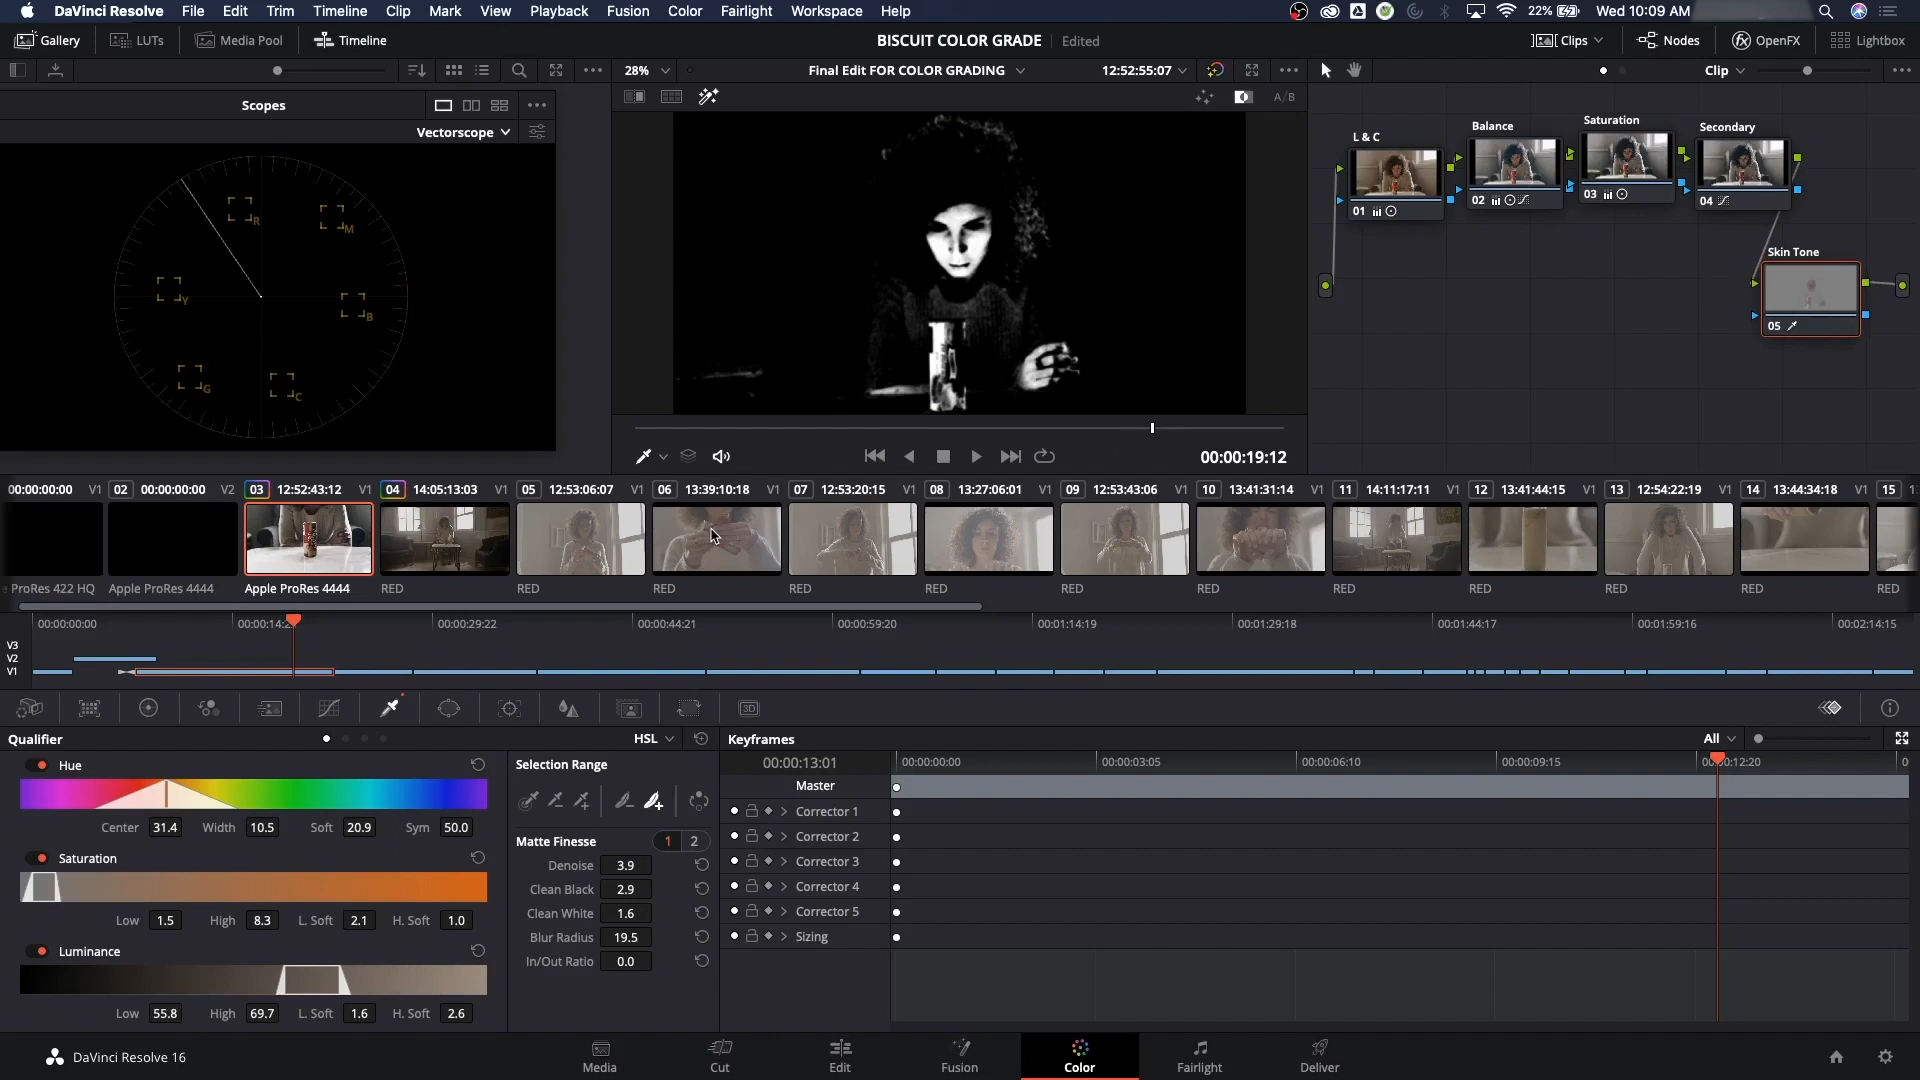 DaVinci Resolve File Edit Trim Timeline Clip Mark View Playback Fusion Color Fairlight Workspace Help 22% Wed 10:09 AM
Gallery LUTs Media Pool Timeline BISCUIT COLOR GRADE Edited Clips Nodes OpenFX Lightbox
28% Final Edit FOR COLOR GRADING 12:52:55:07 Clip
Scopes A/B
Vectorscope
R M Y B G C
L & C Balance Saturation Secondary
01 02 03 04
Skin Tone
05
00:00:19:12
00:00:00:00 V1 02 00:00:00:00 V2 03 12:52:43:12 V1 04 14:05:13:03 V1 05 12:53:06:07 V1 06 13:39:10:18 V1 07 12:53:20:15 V1 08 13:27:06:01 V1 09 12:53:43:06 V1 10 13:41:31:14 V1 11 14:11:17:11 V1 12 13:41:44:15 V1 13 12:54:22:19 V1 14 13:44:34:18 V1 15
ProRes 422 HQ Apple ProRes 4444 Apple ProRes 4444 RED RED RED RED RED RED RED RED RED RED RED RED
00:00:00:00 00:00:14:2 00:00:29:22 00:00:44:21 00:00:59:20 00:01:14:19 00:01:29:18 00:01:44:17 00:01:59:16 00:02:14:15
V3
V2
V1
3D
Qualifier HSL Keyframes All
Hue Selection Range 00:00:13:01 00:00:00:00 00:00:03:05 00:00:06:10 00:00:09:15 00:00:12:20 0
Master
Center 31.4 Width 10.5 Soft 20.9 Sym 50.0 Corrector 1
Matte Finesse 1 2 Corrector 2
Saturation Denoise 3.9 Corrector 3
Clean Black 2.9 Corrector 4
Low 1.5 High 8.3 L. Soft 2.1 H. Soft 1.0 Clean White 1.6 Corrector 5
Blur Radius 19.5 Sizing
Luminance In/Out Ratio 0.0
Low 55.8 High 69.7 L. Soft 1.6 H. Soft 2.6
DaVinci Resolve 16 Media Cut Edit Fusion Color Fairlight Deliver